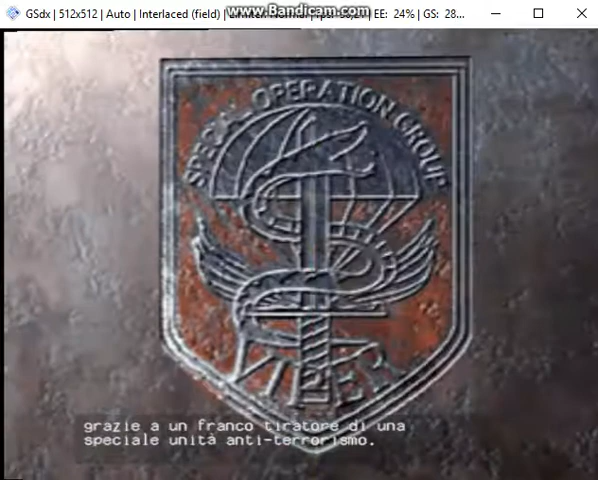 GSdx | 512x512 | Auto | Interlaced (field) |
www.Bandicam.com
| EE: 24% | GS: 28...
SPECIAL OPERATION GROUP
VIPER
grazie a un franco tiratore di una
speciale unità anti-terrorismo.